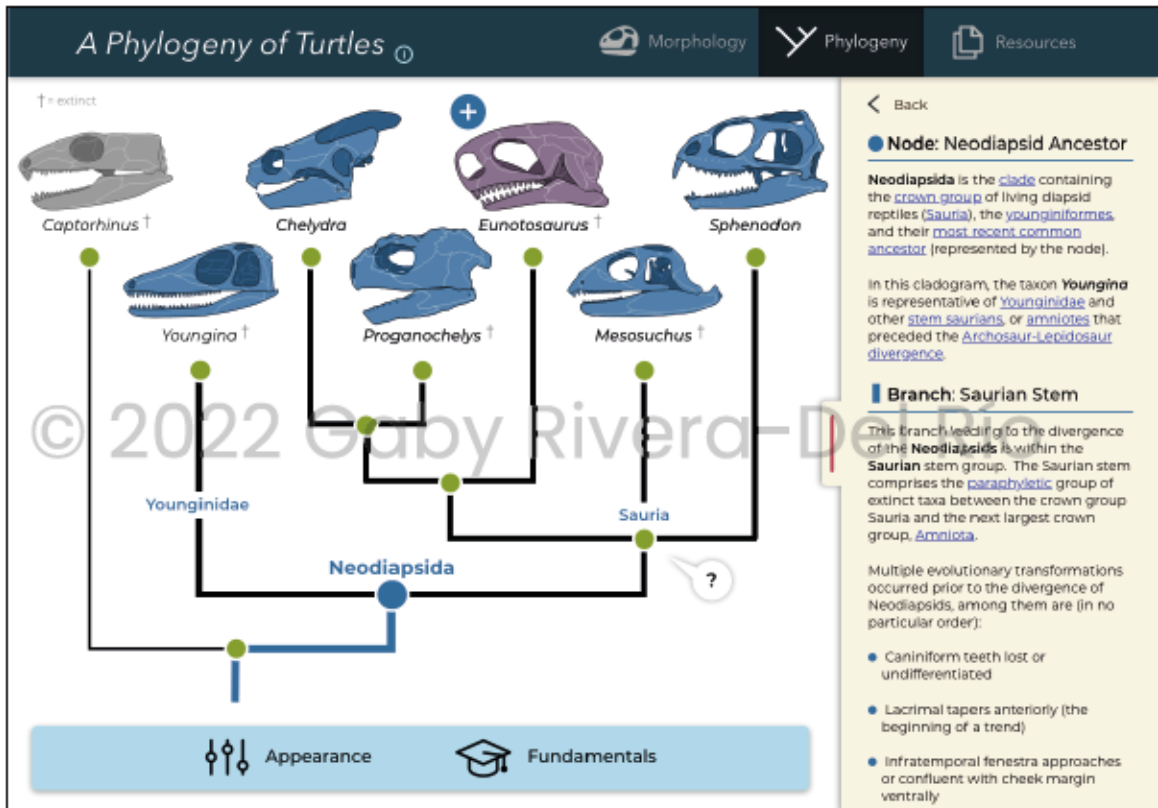 A Phylogeny of Turtles i
Morphology
Phylogeny
Resources
† = extinct
+
Captorhinus †
Chelydra
Eunotosaurus †
Sphenodon
Youngina †
Proganochelys †
Mesosuchus †
© 2022 Gaby Rivera-Del Río
Younginidae
Sauria
Neodiapsida
?
Appearance
Fundamentals
Back
Node: Neodiapsid Ancestor
Neodiapsida is the clade containing
the crown group of living diapsid
reptiles (Sauria), the younginiformes,
and their most recent common
ancestor (represented by the node).
In this cladogram, the taxon Youngina
is representative of Younginidae and
other stem saurians, or amniotes that
preceded the Archosaur-Lepidosaur
divergence.
Branch: Saurian Stem
This branch leading to the divergence
of the Neodiapsids is within the
Saurian stem group. The Saurian stem
comprises the paraphyletic group of
extinct taxa between the crown group
Sauria and the next largest crown
group, Amniota.
Multiple evolutionary transformations
occurred prior to the divergence of
Neodiapsids, among them are (in no
particular order):
Caniniform teeth lost or
undifferentiated
Lacrimal tapers anteriorly (the
beginning of a trend)
Infratemporal fenestra approaches
or confluent with cheek margin
ventrally